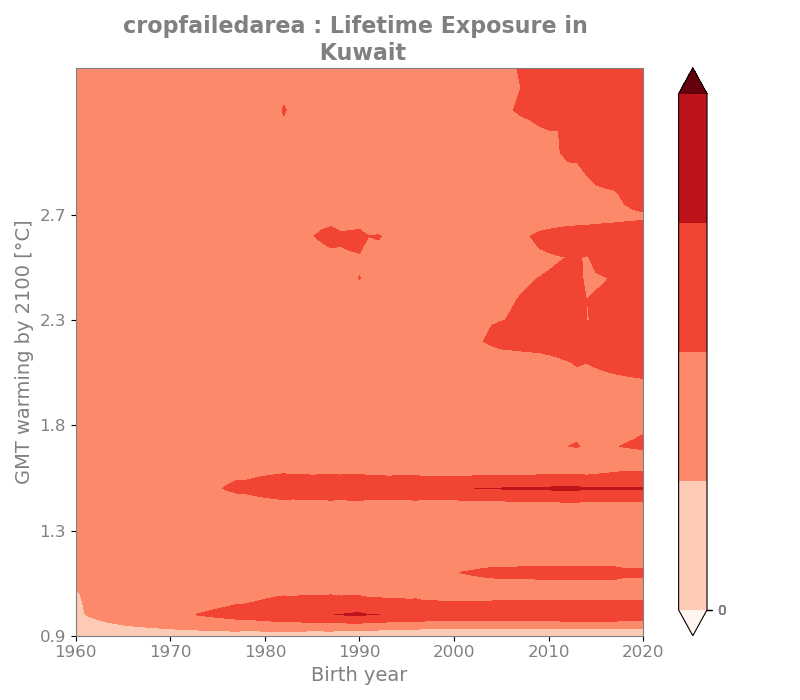 cropfailedarea : Lifetime Exposure in
Kuwait
GMT warming by 2100 [°C]
2.7
2.3
1.8
1.3
0.9
1960 1970 1980 1990 2000 2010 2020
Birth year
0